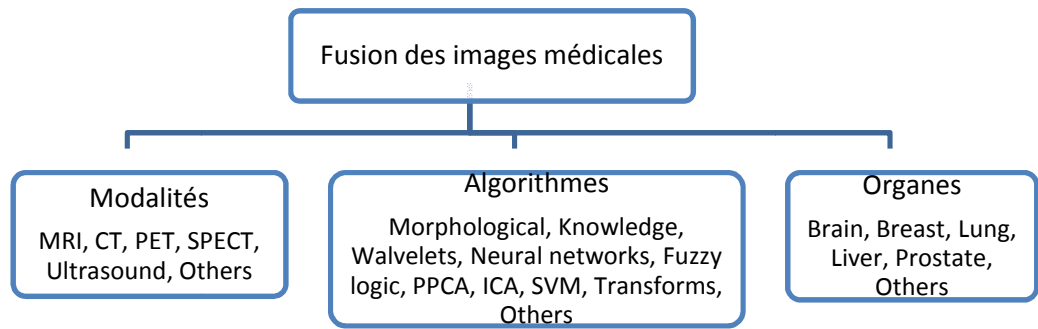 Fusion des images médicales
Modalités
MRI, CT, PET, SPECT,
Ultrasound, Others
Algorithmes
Morphological, Knowledge,
Walvelets, Neural networks, Fuzzy
logic, PPCA, ICA, SVM, Transforms,
Others
Organes
Brain, Breast, Lung,
Liver, Prostate,
Others